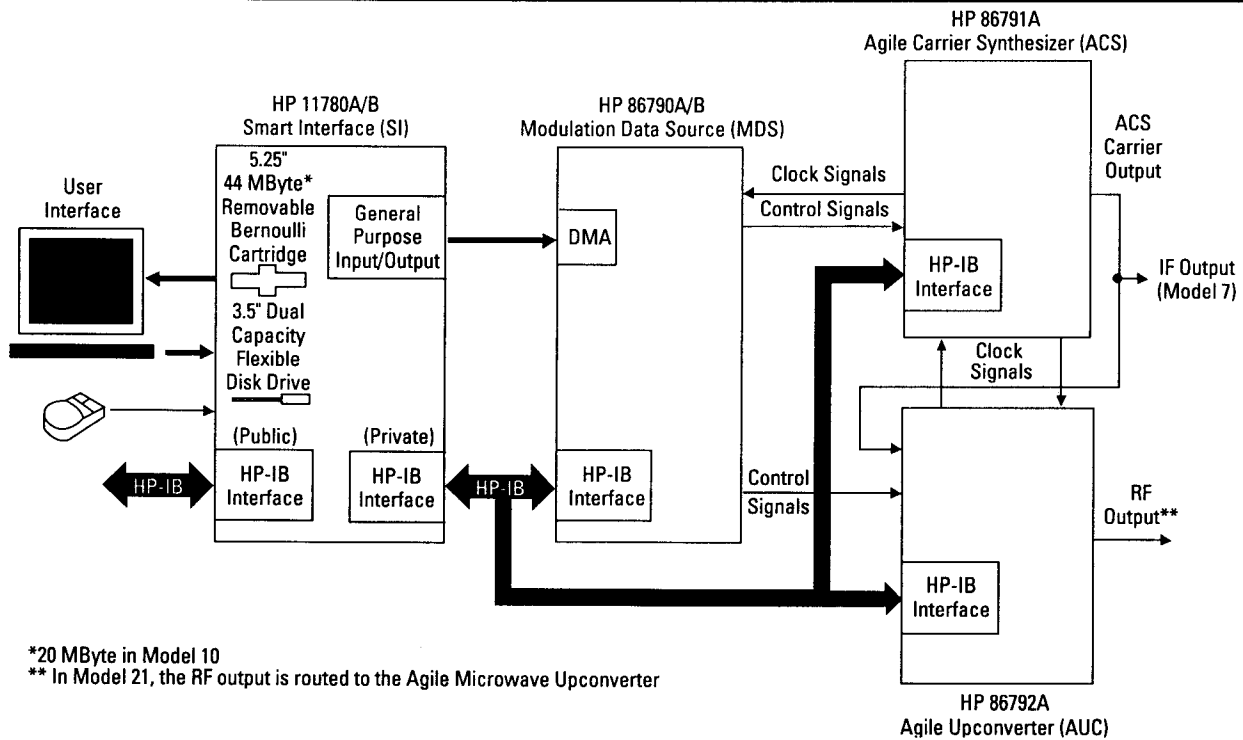 HP 86791A
Agile Carrier Synthesizer (ACS)
HP 11780A/B
Smart Interface (SI)
HP 86790A/B
Modulation Data Source (MDS)
User
Interface
5.25"
44 MByte*
Removable
Bernoulli
Cartridge
3.5" Dual
Capacity
Flexible
Disk Drive
General
Purpose
Input/Output
DMA
Clock Signals
Control Signals
ACS
Carrier
Output
HP-IB
Interface
IF Output
(Model 7)
Clock
Signals
(Public)
HP-IB
HP-IB
Interface
(Private)
HP-IB
Interface
HP-IB
HP-IB
Interface
Control
Signals
RF
Output**
HP-IB
Interface
*20 MByte in Model 10
** In Model 21, the RF output is routed to the Agile Microwave Upconverter
HP 86792A
Agile Upconverter (AUC)